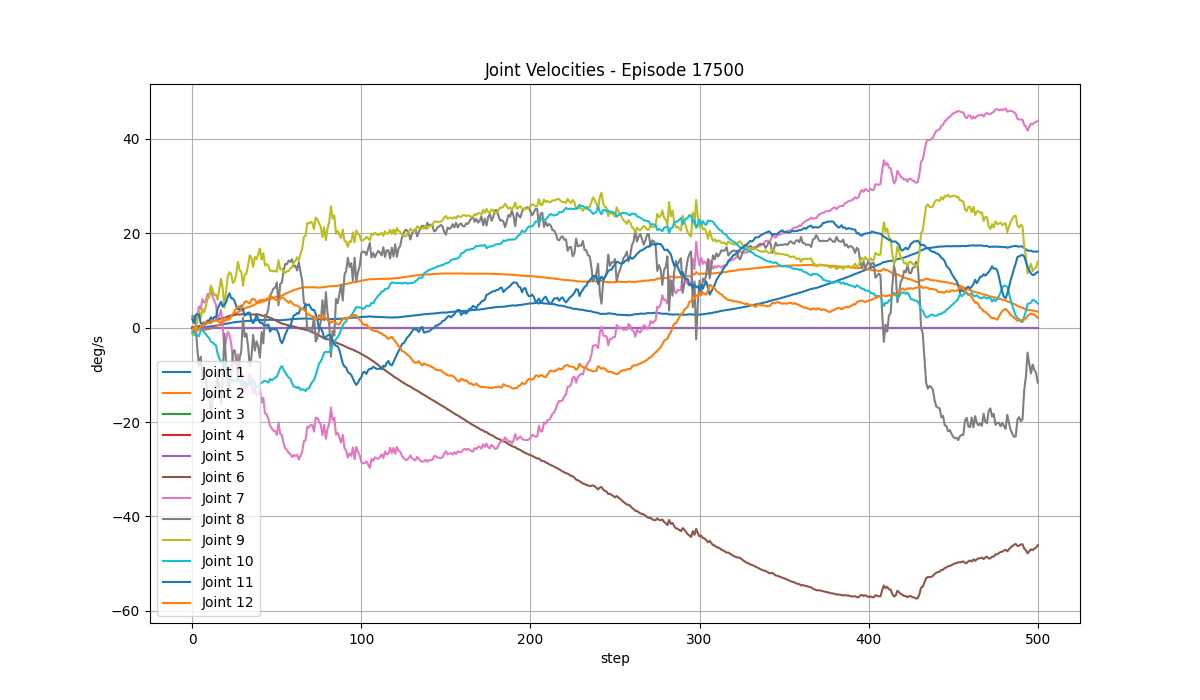 Joint Velocities - Episode 17500
deg/s
40
20
0
−20
−40
−60
Joint 1
Joint 2
Joint 3
Joint 4
Joint 5
Joint 6
Joint 7
Joint 8
Joint 9
Joint 10
Joint 11
Joint 12
0 100 200 300 400 500
step